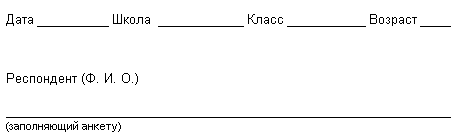 Дата __________ Школа ____________ Класс ___________ Возраст ____
Респондент (Ф. И. О.)
(заполняющий анкету)